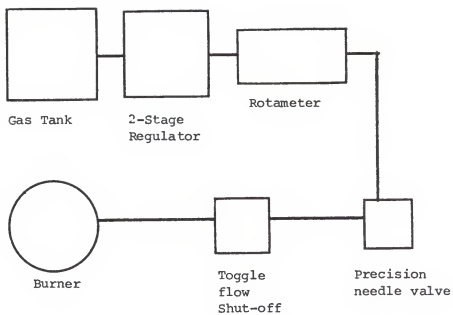 Gas Tank
2-Stage
Regulator
Rotameter
Burner
Toggle
flow
Shut-off
Precision
needle valve